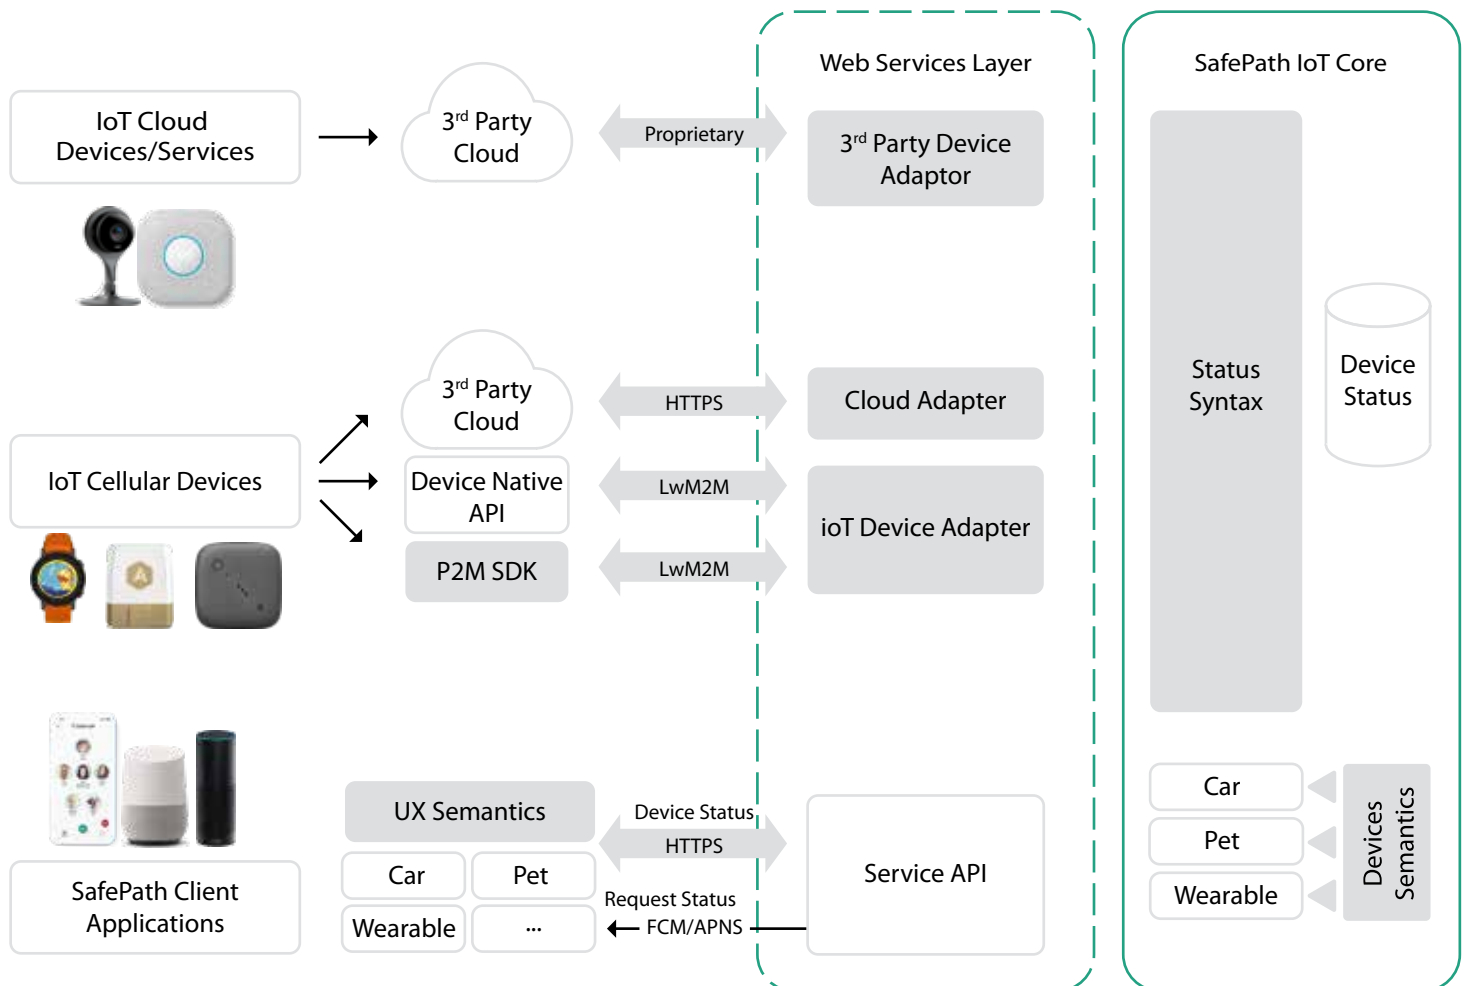 Web Services Layer
SafePath IoT Core
IoT Cloud
Devices/Services
3rd Party
Cloud
Proprietary
3rd Party Device
Adaptor
3rd Party
Cloud
HTTPS
Cloud Adapter
Status
Syntax
Device
Status
IoT Cellular Devices
Device Native
API
LwM2M
ioT Device Adapter
P2M SDK
LwM2M
UX Semantics
Device Status
HTTPS
Car
Pet
Wearable
...
Request Status
FCM/APNS
Service API
SafePath Client
Applications
Car
Pet
Wearable
Devices
Semantics